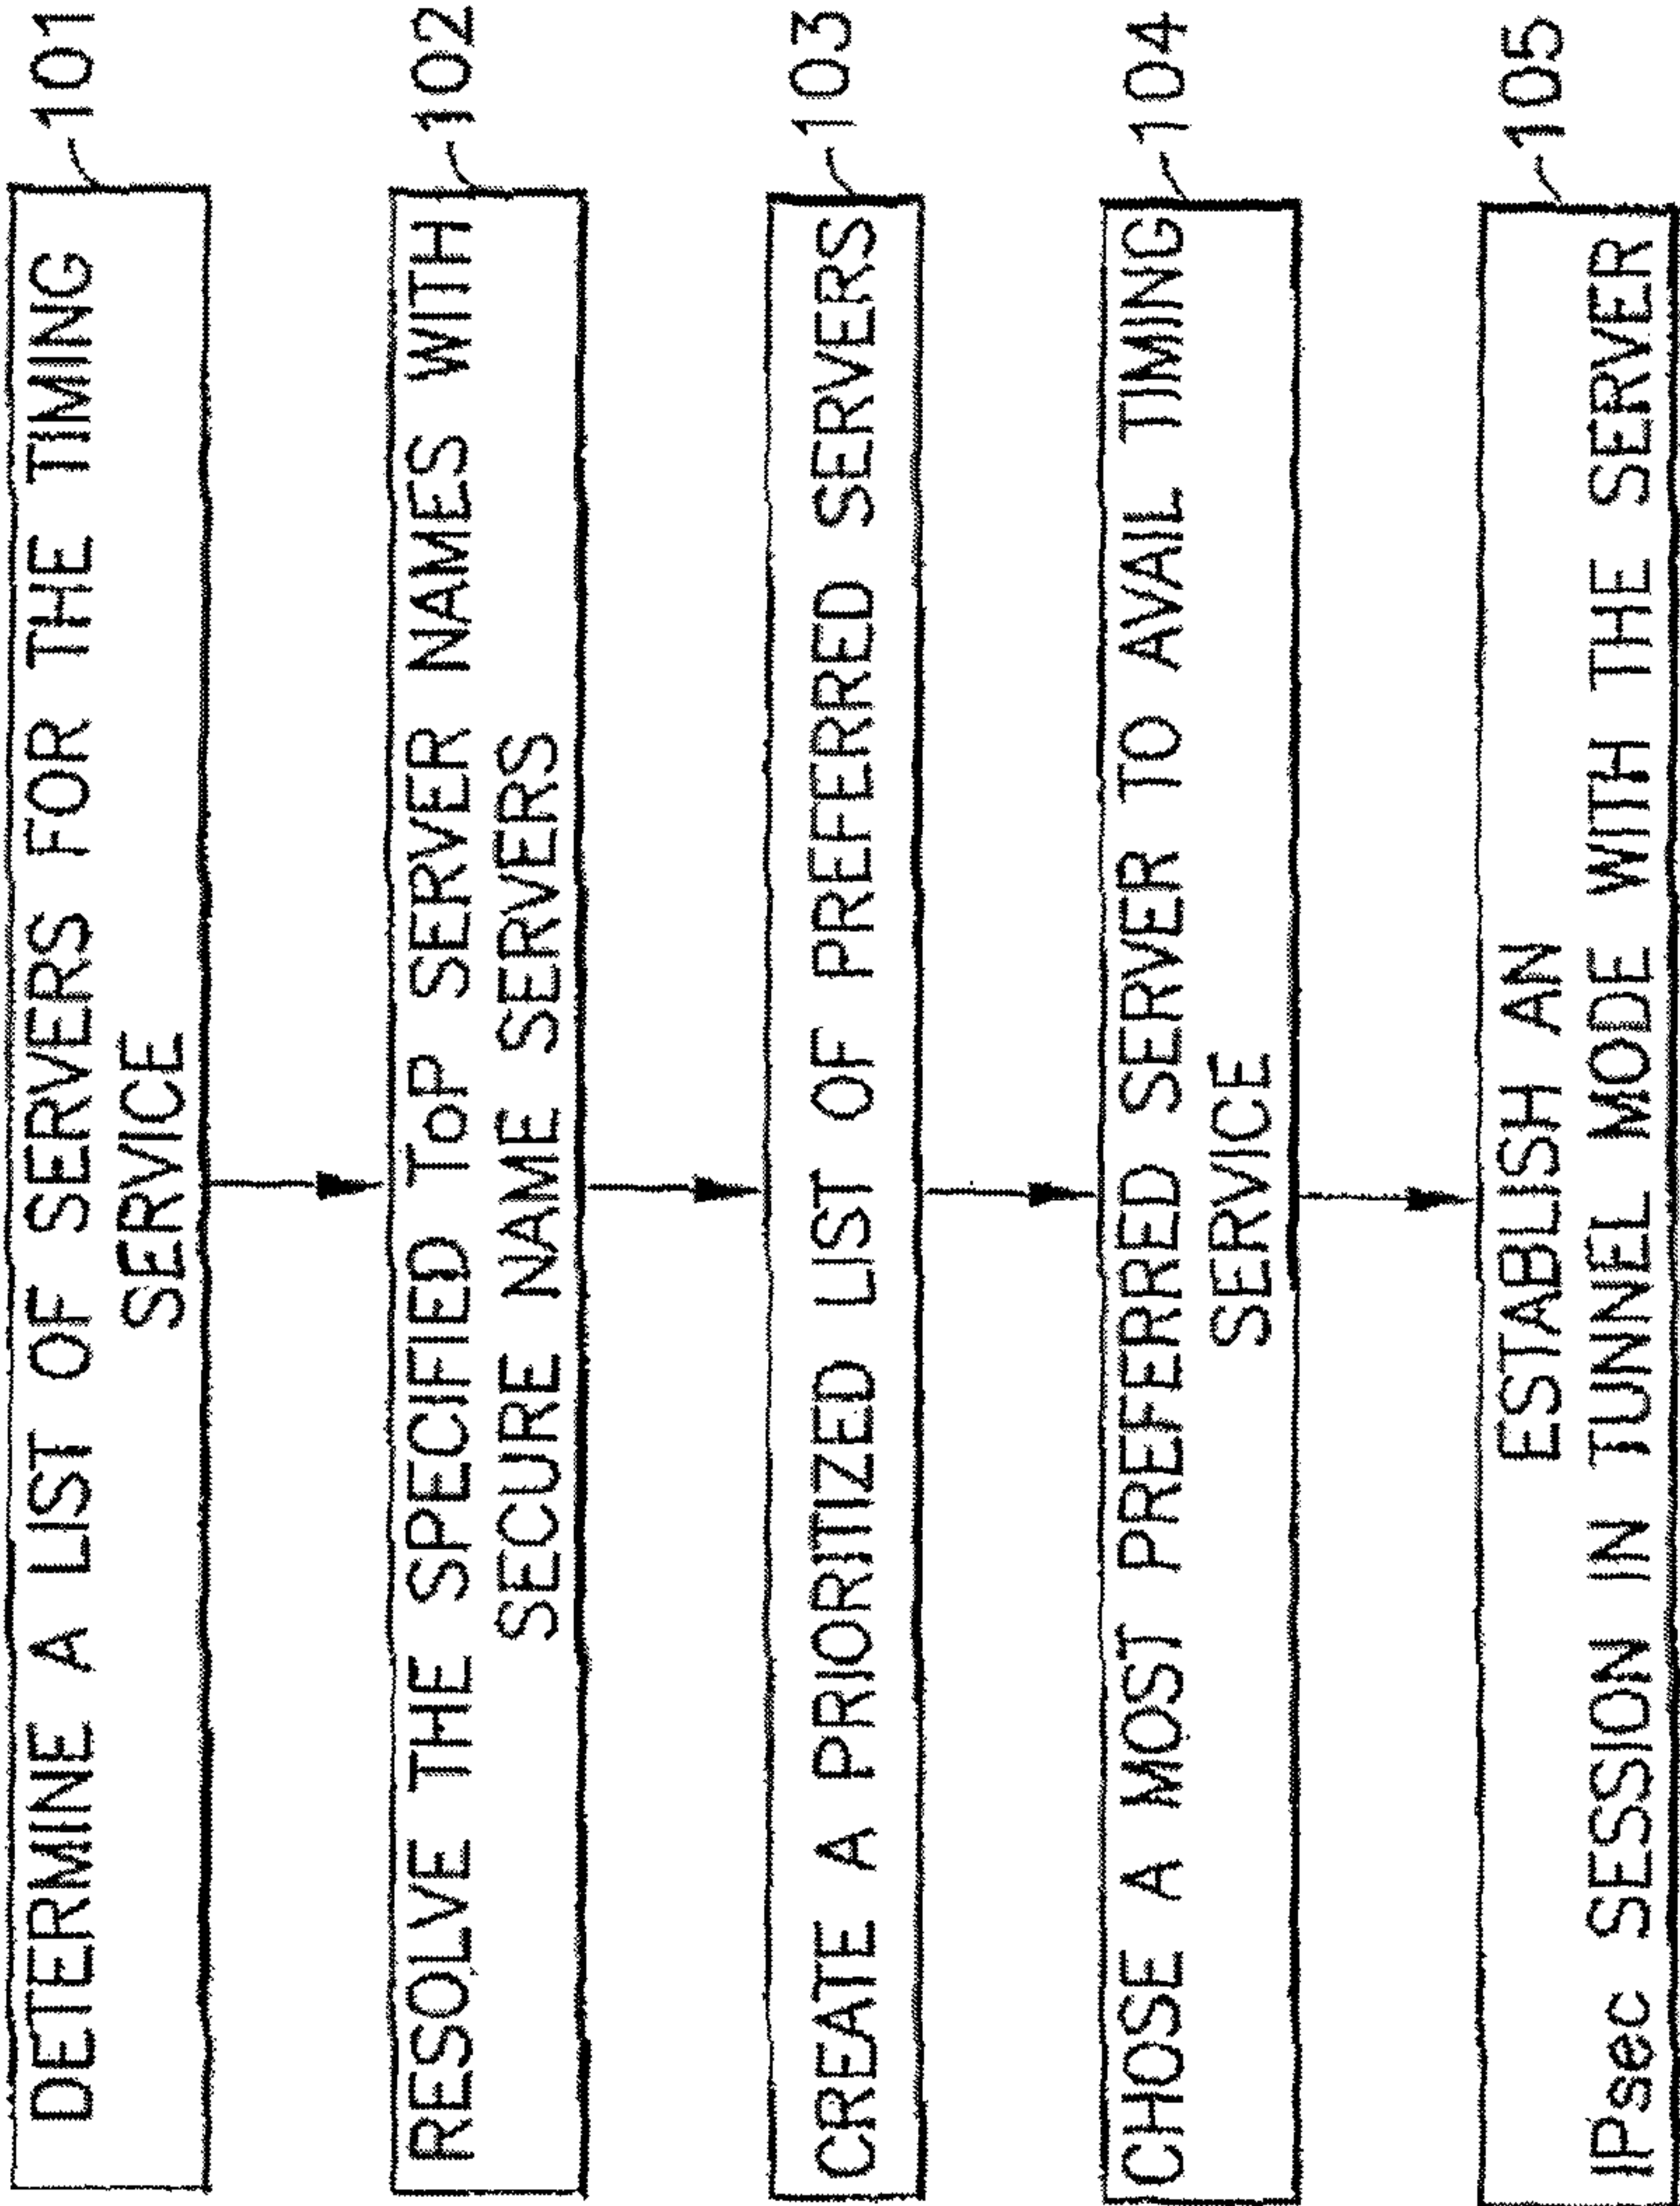 DETERMINE A LIST OF SERVERS FOR THE TIMING
SERVICE
101
RESOLVE THE SPECIFIED ToP SERVER NAMES WITH
SECURE NAME SERVERS
102
CREATE A PRIORITIZED LIST OF PREFERRED SERVERS
103
CHOSE A MOST PREFERRED SERVER TO AVAIL TIMING
SERVICE
104
ESTABLISH AN
IPsec SESSION IN TUNNEL MODE WITH THE SERVER
105